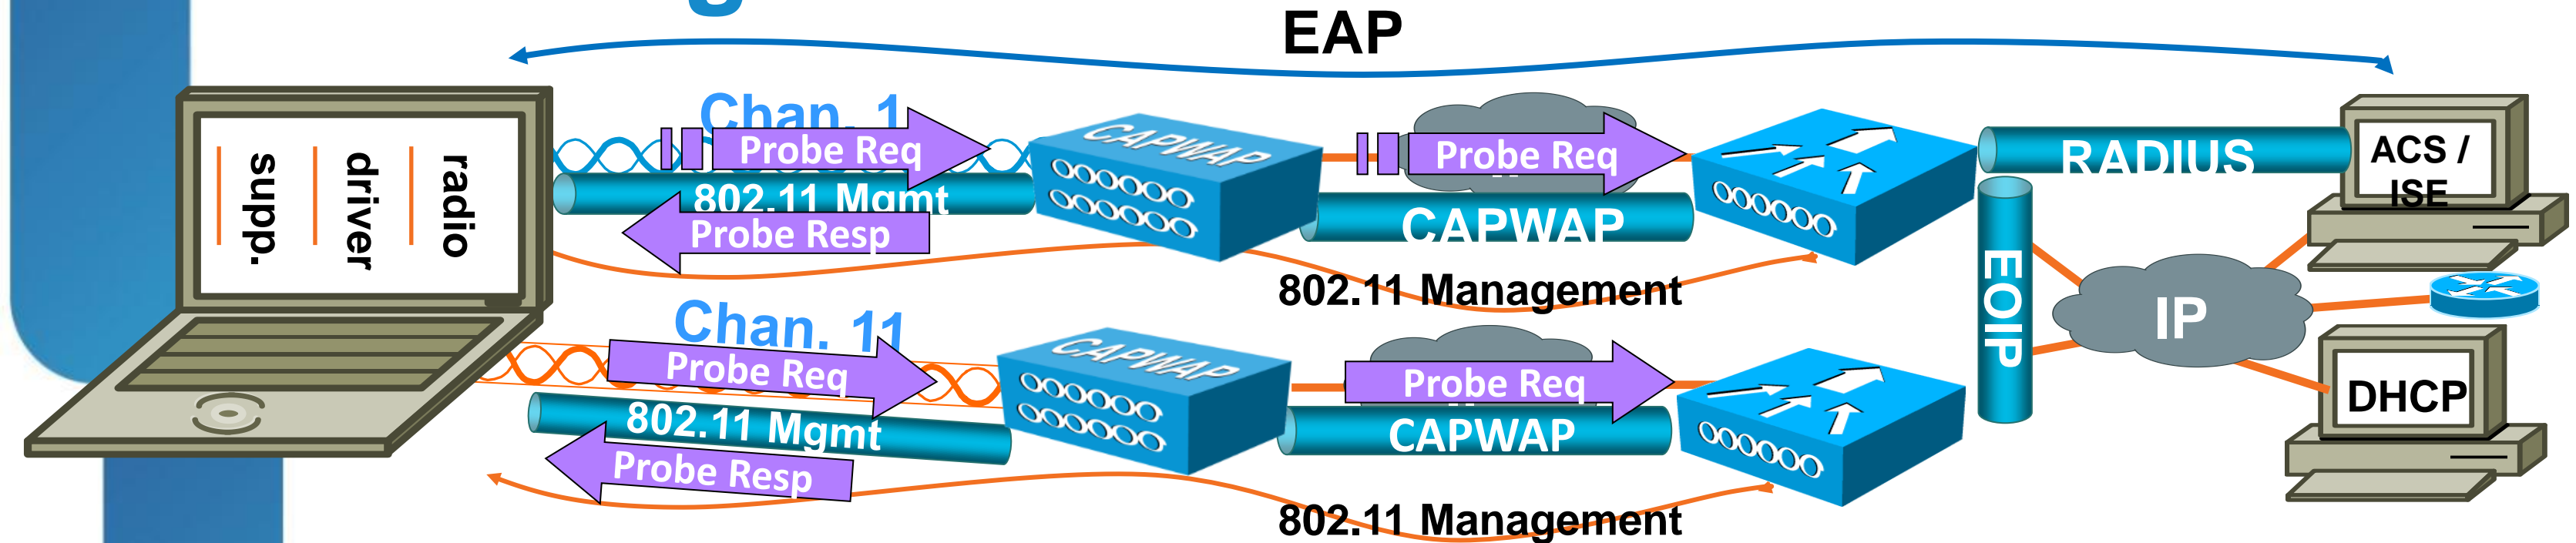 EAP
supp.
driver
radio
Chan. 1
Probe Req
802.11 Mgmt
Probe Resp
CAPWAP
Probe Req
CAPWAP
802.11 Management
RADIUS
ACS /
ISE
EOIP
IP
DHCP
Chan. 11
Probe Req
802.11 Mgmt
Probe Resp
CAPWAP
Probe Req
CAPWAP
802.11 Management